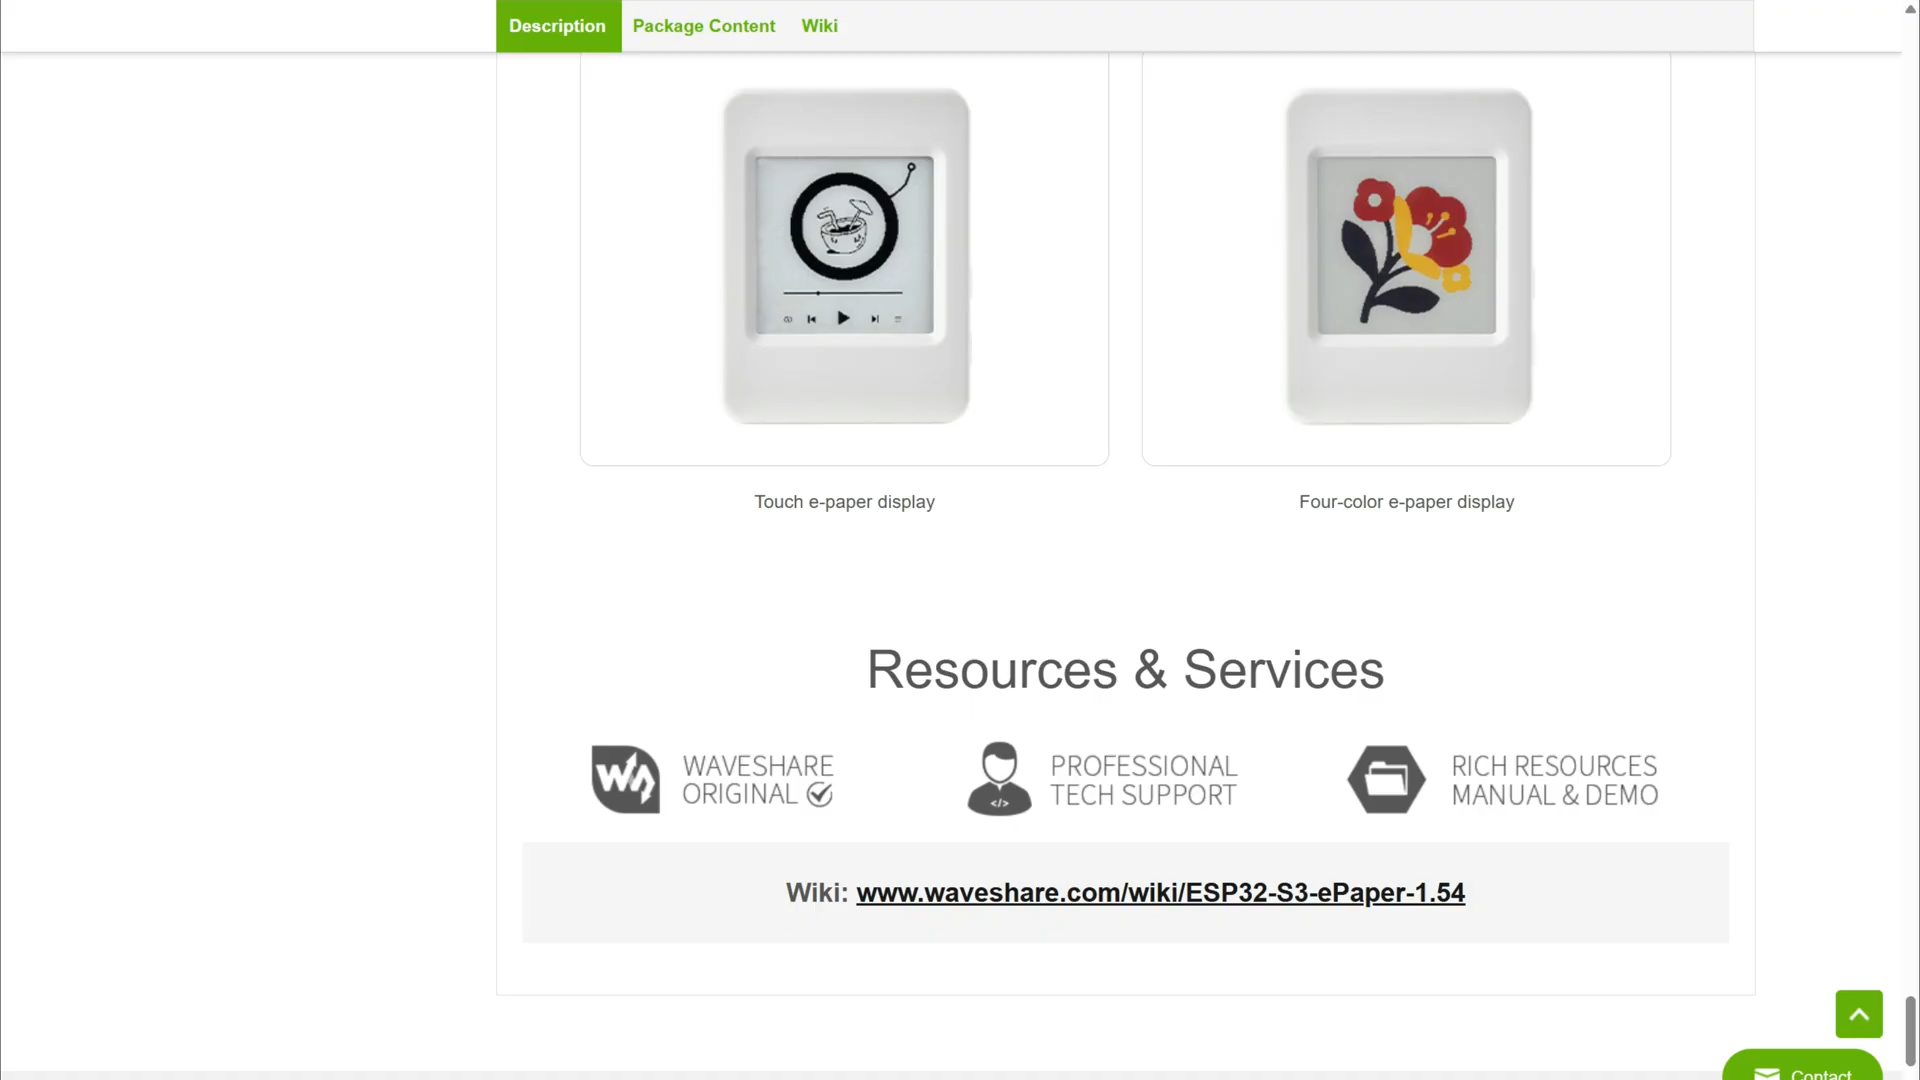 Description
Package Content
Wiki
Touch e-paper display
Four-color e-paper display
Resources & Services
WAVESHARE
ORIGINAL
PROFESSIONAL
TECH SUPPORT
RICH RESOURCES
MANUAL & DEMO
Wiki: www.waveshare.com/wiki/ESP32-S3-ePaper-1.54
Contact